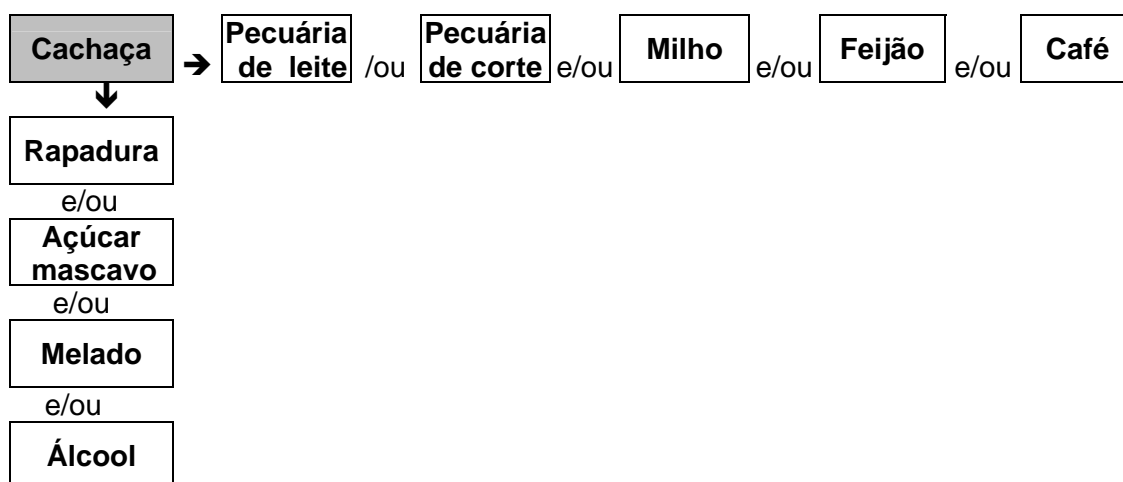 Cachaça → Pecuária de leite /ou Pecuária de corte e/ou Milho e/ou Feijão e/ou Café
Rapadura
e/ou
Açúcar
mascavo
e/ou
Melado
e/ou
Álcool